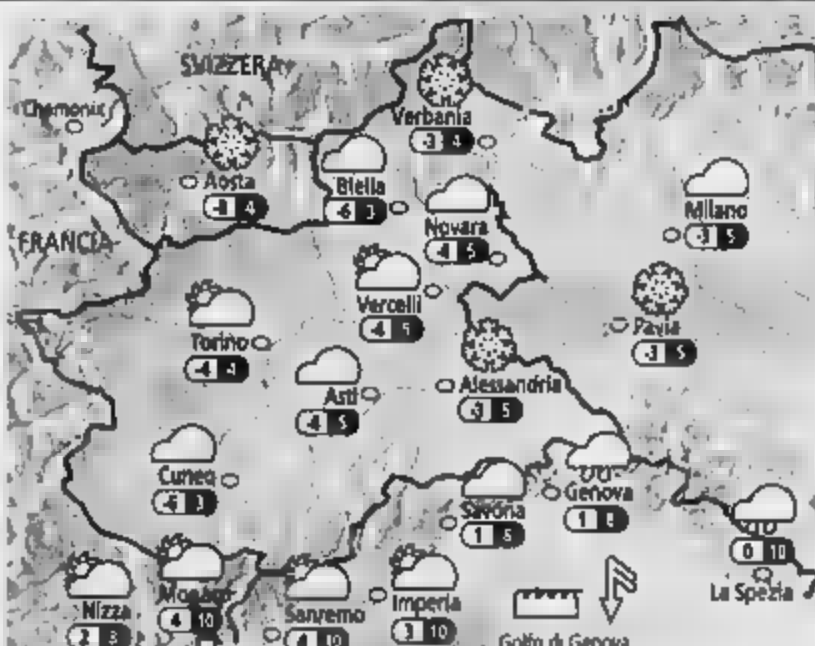 SVIZZERA
Chamonix
Verbania
-3 4
Aosta
4
Biella
-6 3
Novara
-4 5
Milano
-3 5
FRANCIA
Vercelli
-4 5
Torino
-4 4
Pavia
-3 5
Asti
-4 5
Alessandria
-3 5
Cuneo
-6 3
Savona
1
Genova
1
0 10
La Spezia
Nizza
Monaco
4 10
Sanremo
4 10
Imperia
3 10
Golfo di Genova